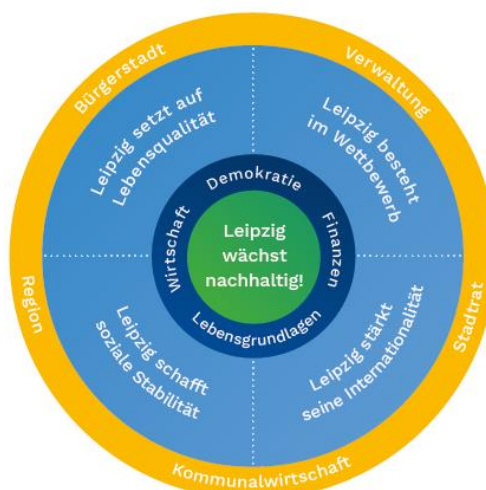 Bürgerstadt
Verwaltung
Leipzig setzt auf
Lebensqualität
Leipzig besteht
im Wettbewerb
Demokratie
Wirtschaft
Finanzen
Leipzig
wächst
nachhaltig!
Lebensgrundlagen
Region
Stadtrat
Leipzig schafft
soziale Stabilität
Leipzig stärkt
seine Internationalität
Kommunalwirtschaft